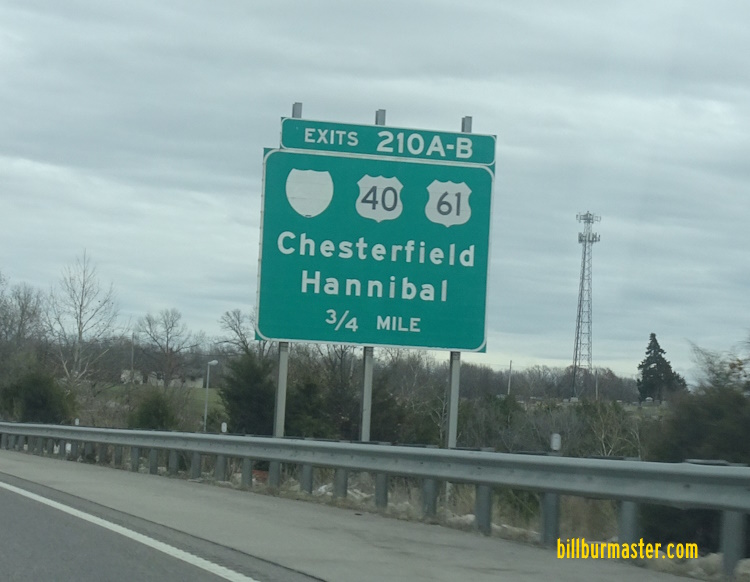 EXITS 210A-B
40 61
Chesterfield
Hannibal
3/4 MILE
billburmaster.com